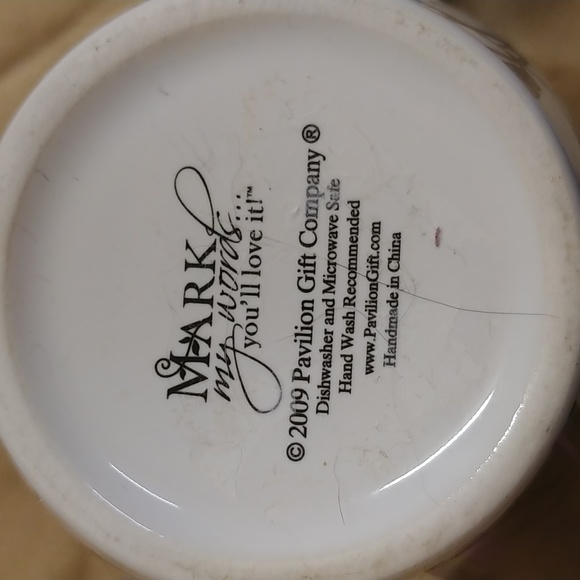 MARK
my words...
you'll love it!™
© 2009 Pavilion Gift Company ®
Dishwasher and Microwave Safe
Hand Wash Recommended
www.PavilionGift.com
Handmade in China